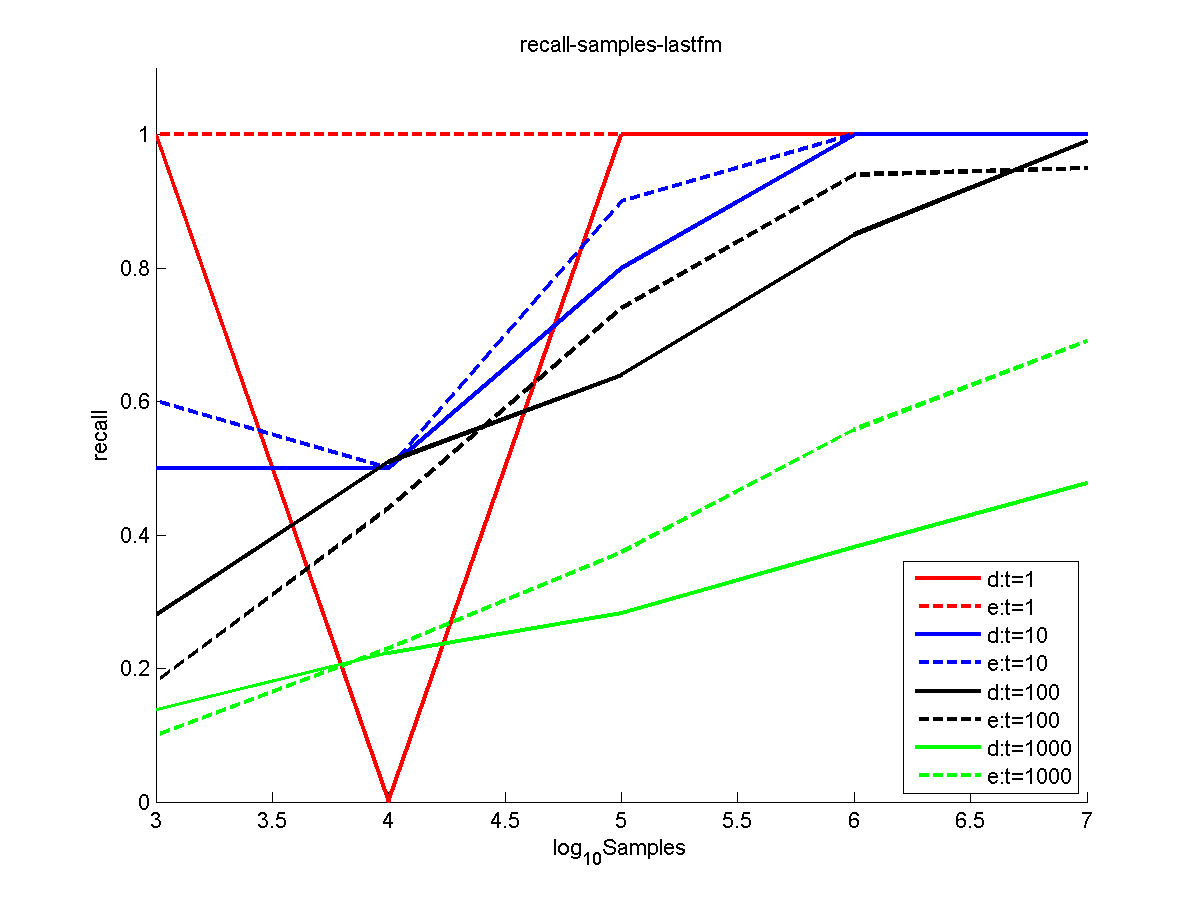 recall-samples-lastfm
recall
1
0.8
0.6
0.4
0.2
0
3 3.5 4 4.5 5 5.5 6 6.5 7
log10Samples
d:t=1
e:t=1
d:t=10
e:t=10
d:t=100
e:t=100
d:t=1000
e:t=1000